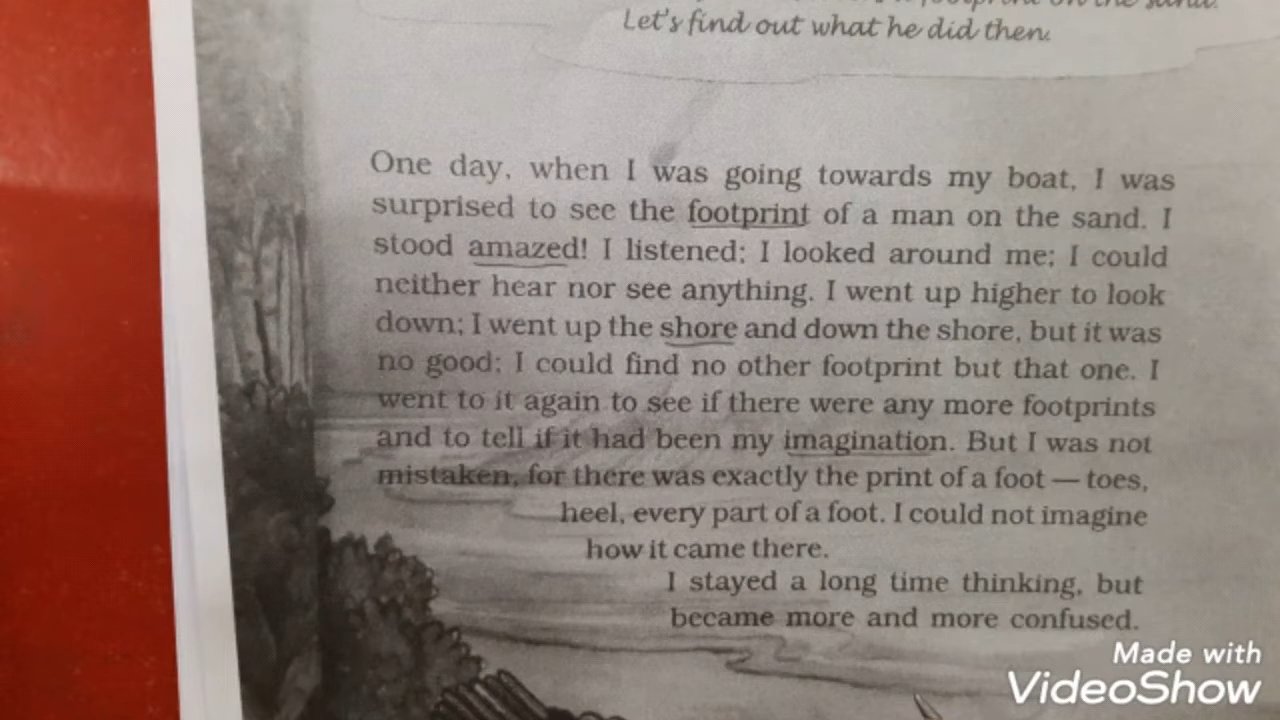 footprint on the sand.
Let's find out what he did then.
One day, when I was going towards my boat, I was
surprised to see the footprint of a man on the sand. I
stood amazed! I listened; I looked around me; I could
neither hear nor see anything. I went up higher to look
down; I went up the shore and down the shore, but it was
no good; I could find no other footprint but that one. I
went to it again to see if there were any more footprints
and to tell if it had been my imagination. But I was not
mistaken, for there was exactly the print of a foot — toes,
heel, every part of a foot. I could not imagine
how it came there.
I stayed a long time thinking, but
became more and more confused.
Made with
VideoShow